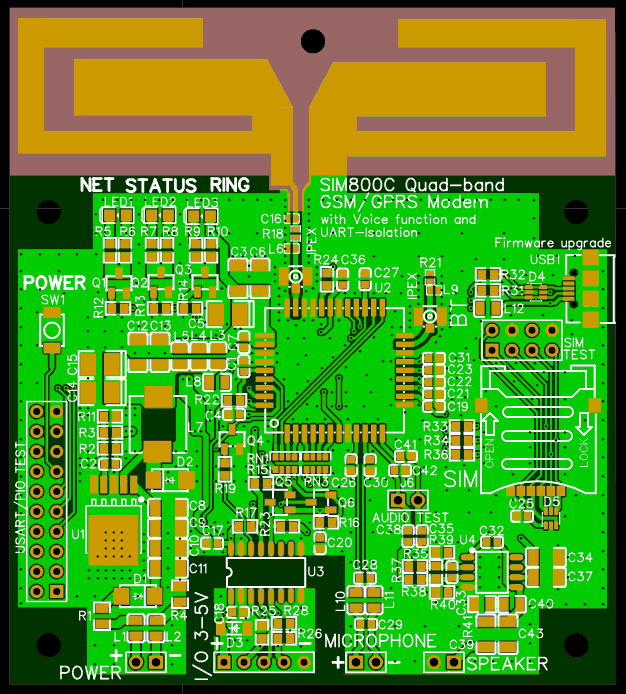 NET STATUS RING
SIM800C Quad-band
GSM/GPRS Modem
with Voice function and
UART-Isolation
LED1 LED2 LED3
C16
R5 R6 R7 R8 R9 R10
R18
L6
IPEX
Firmware upgrade
USB1
C3 C6
R24 C36
C27
U2
R21
IPEX
L9
BT
R32
R31
D4
L12
POWER
SW1
Q1 Q2 Q3
R12 R13 R14
C5
C12 C13
L5 L4 L3
C7
SIM
TEST
C15
C14
L8
R22
C4
C31
C23
C22
C21
C19
R11
R3
R2
C2
L7
Q4
R33
R34
R36
OPEN
LOCK
SIM
D2
R19
RN1
R15
C26 C30
C41
C42
J6
USART/PIO TEST
C8
C9
C10
C11
Q5
Q6
R23
R17
R16
C17
C20
AUDIO TEST
C25
D5
U1
U3
C38 C35
R39
U4
C32
R35
R37
R38
R40
C33
C34
C37
D1
R1
R4
C28
L10 L11
C29
L1 L2
I/O 3-5V
C18
R25 R28
R26
D3
R41
C40
C43
C39
POWER
+ -
+ -
MICROPHONE
+ -
SPEAKER